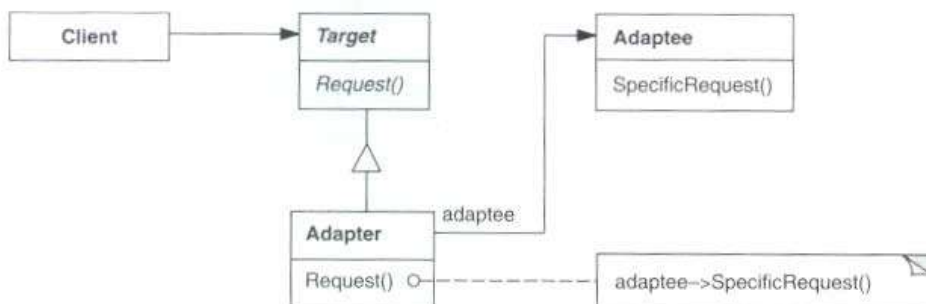 Client
Target
Request()
Adaptee
SpecificRequest()
adaptee
Adapter
Request()
adaptee->SpecificRequest()